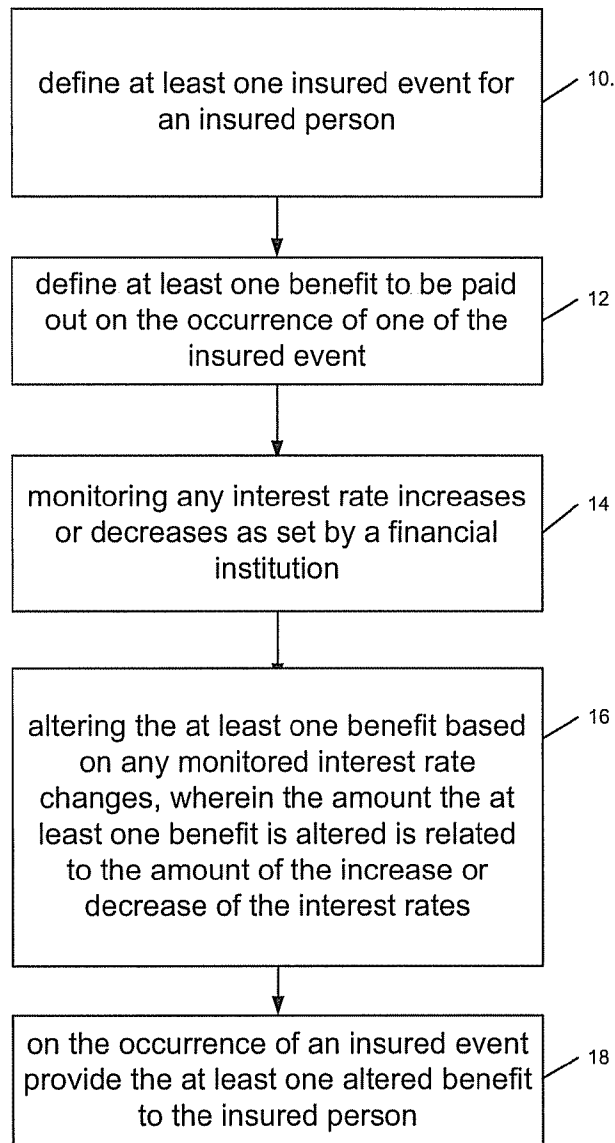 define at least one insured event for
an insured person
10.
define at least one benefit to be paid
out on the occurrence of one of the
insured event
12
monitoring any interest rate increases
or decreases as set by a financial
institution
14
altering the at least one benefit based
on any monitored interest rate
changes, wherein the amount the at
least one benefit is altered is related
to the amount of the increase or
decrease of the interest rates
16
on the occurrence of an insured event
provide the at least one altered benefit
to the insured person
18